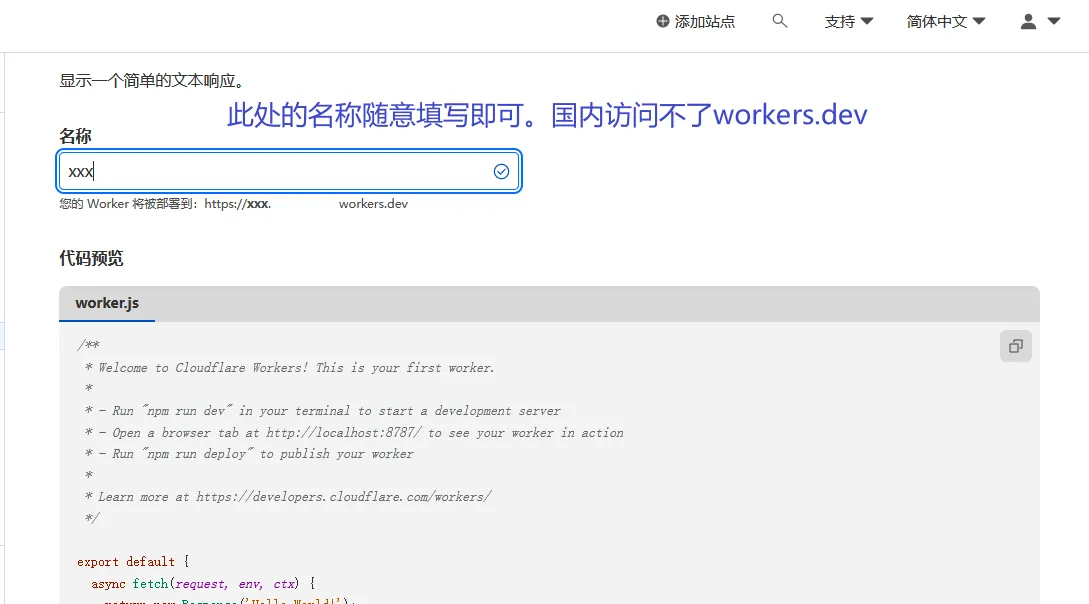 添加站点 支持 简体中文
显示一个简单的文本响应。
此处的名称随意填写即可。国内访问不了workers.dev
名称
xxx
您的 Worker 将被部署到：https://xxx. workers.dev
代码预览
worker.js
/**
* Welcome to Cloudflare Workers! This is your first worker.
*
* - Run "npm run dev" in your terminal to start a development server
* - Open a browser tab at http://localhost:8787/ to see your worker in action
* - Run "npm run deploy" to publish your worker
*
* Learn more at https://developers.cloudflare.com/workers/
*/
export default {
async fetch(request, env, ctx) {
return new Response('Hello World!');